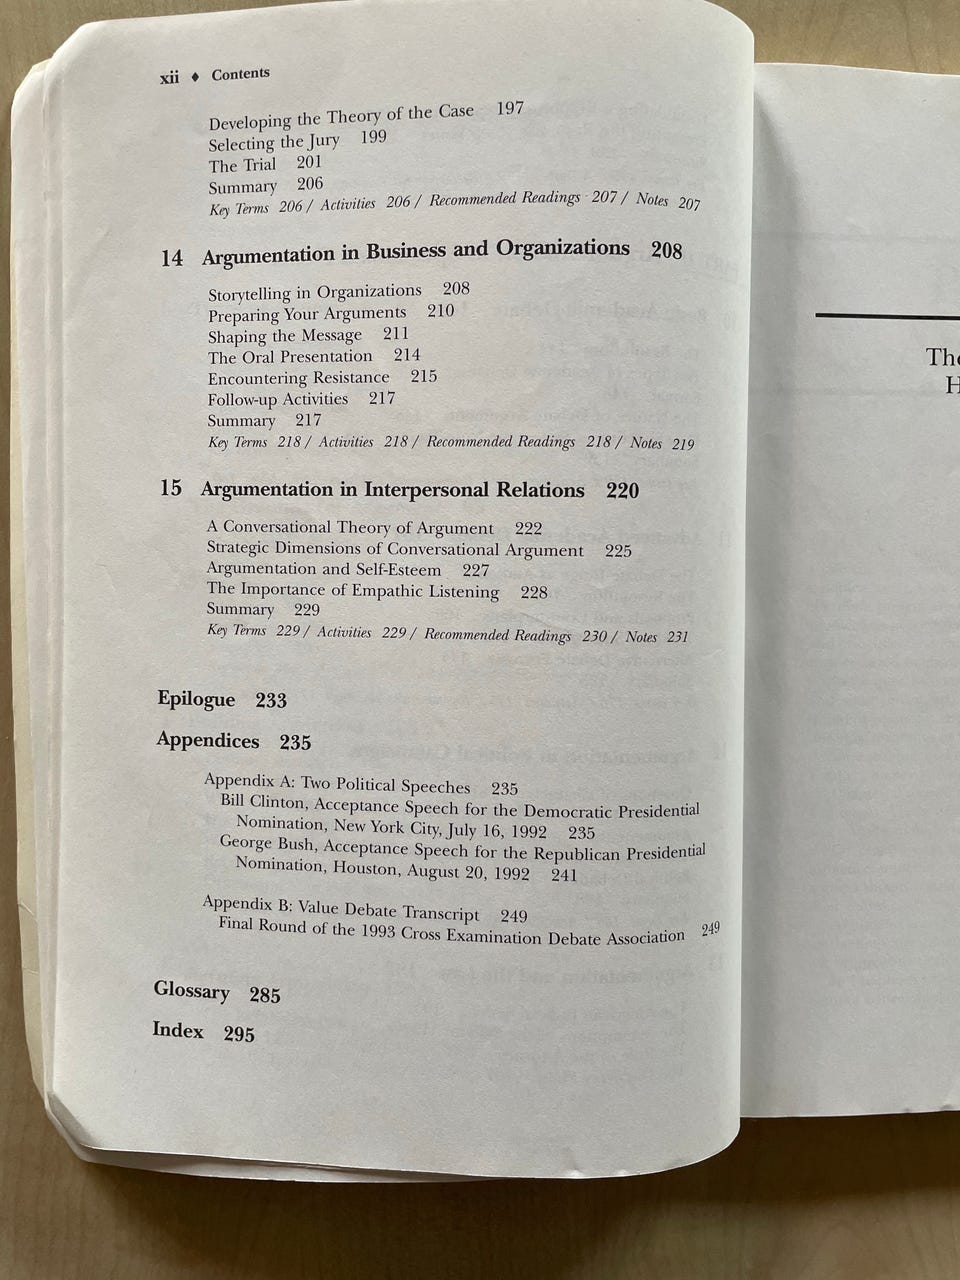 xii ♦ Contents
Developing the Theory of the Case 197
Selecting the Jury 199
The Trial 201
Summary 206
Key Terms 206 / Activities 206 / Recommended Readings 207 / Notes 207
14 Argumentation in Business and Organizations 208
Storytelling in Organizations 208
Preparing Your Arguments 210
Shaping the Message 211
The Oral Presentation 214
Encountering Resistance 215
Follow-up Activities 217
Summary 217
Key Terms 218 / Activities 218 / Recommended Readings 218 / Notes 219
15 Argumentation in Interpersonal Relations 220
A Conversational Theory of Argument 222
Strategic Dimensions of Conversational Argument 225
Argumentation and Self-Esteem 227
The Importance of Empathic Listening 228
Summary 229
Key Terms 229 / Activities 229 / Recommended Readings 230 / Notes 231
Epilogue 233
Appendices 235
Appendix A: Two Political Speeches 235
Bill Clinton, Acceptance Speech for the Democratic Presidential
Nomination, New York City, July 16, 1992 235
George Bush, Acceptance Speech for the Republican Presidential
Nomination, Houston, August 20, 1992 241
Appendix B: Value Debate Transcript 249
Final Round of the 1993 Cross Examination Debate Association 249
Glossary 285
Index 295